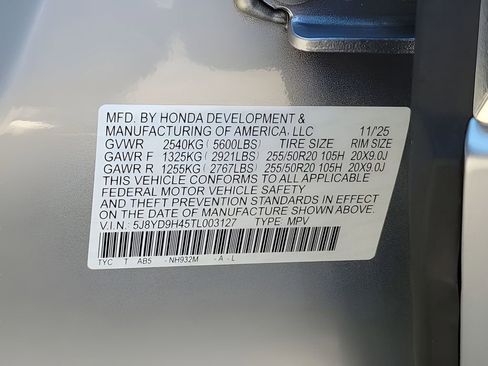 MFD. BY HONDA DEVELOPMENT &
MANUFACTURING OF AMERICA, LLC 11/'25
GVWR 2540KG (5600LBS) TIRE SIZE RIM SIZE
GAWR F 1325KG (2921LBS) 255/50R20 105H 20X9.0J
GAWR R 1255KG (2767LBS) 255/50R20 105H 20X9.0J
THIS VEHICLE CONFORMS TO ALL APPLICABLE
FEDERAL MOTOR VEHICLE SAFETY
AND THEFT PREVENTION STANDARDS IN EFFECT
ON THE DATE OF MANUFACTURE SHOWN ABOVE.
V.I.N.: 5J8YD9H45TL003127 TYPE: MPV
TYC T AB5 - NH932M - A - L